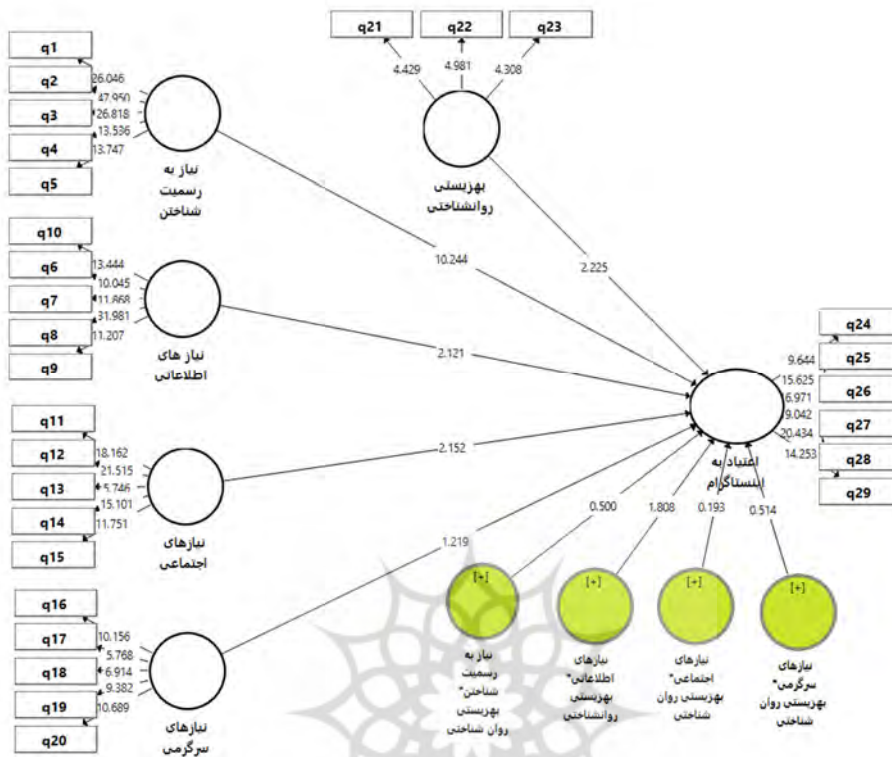 q1
q2
q3
q4
q5
26.046
47.950
26.818
13.536
13.747
نیاز به
رسمیت
شناختن
q21
q22
q23
4.429
4.981
4.308
بهزیستی
روانشناختی
q10
q6
q7
q8
q9
13.444
10.045
11.868
31.981
11.207
نیاز های
اطلاعاتی
10.244
2.225
2.121
q11
q12
q13
q14
q15
18.162
21.515
5.746
15.101
11.751
نیازهای
اجتماعی
2.152
q24
q25
q26
q27
q28
q29
9.644
15.625
6.971
9.042
20.434
14.253
اعتیاد به
اینستاگرام
q16
q17
q18
q19
q20
10.156
5.768
6.914
9.382
10.689
نیازهای
سرگرمی
1.219
0.500
1.808
0.193
0.514
[+]
نیاز به
رسمیت
شناختن*
بهزیستی
روان شناختی
[+]
نیازهای
اطلاعاتی*
بهزیستی
روانشناختی
[+]
نیازهای
اجتماعی*
بهزیستی روان
شناختی
[+]
نیازهای
سرگرمی*
بهزیستی روان
شناختی